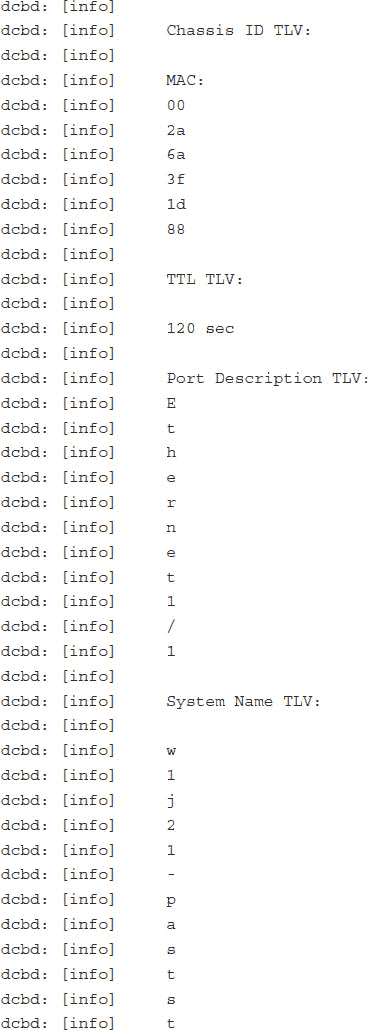 dcbd: [info]
dcbd: [info] Chassis ID TLV:
dcbd: [info]
dcbd: [info] MAC:
dcbd: [info] 00
dcbd: [info] 2a
dcbd: [info] 6a
dcbd: [info] 3f
dcbd: [info] 1d
dcbd: [info] 88
dcbd: [info]
dcbd: [info] TTL TLV:
dcbd: [info]
dcbd: [info] 120 sec
dcbd: [info]
dcbd: [info] Port Description TLV:
dcbd: [info] E
dcbd: [info] t
dcbd: [info] h
dcbd: [info] e
dcbd: [info] r
dcbd: [info] n
dcbd: [info] e
dcbd: [info] t
dcbd: [info] 1
dcbd: [info] /
dcbd: [info] 1
dcbd: [info]
dcbd: [info] System Name TLV:
dcbd: [info]
dcbd: [info] w
dcbd: [info] 1
dcbd: [info] j
dcbd: [info] 2
dcbd: [info] 1
dcbd: [info] -
dcbd: [info] p
dcbd: [info] a
dcbd: [info] s
dcbd: [info] t
dcbd: [info] s
dcbd: [info] t